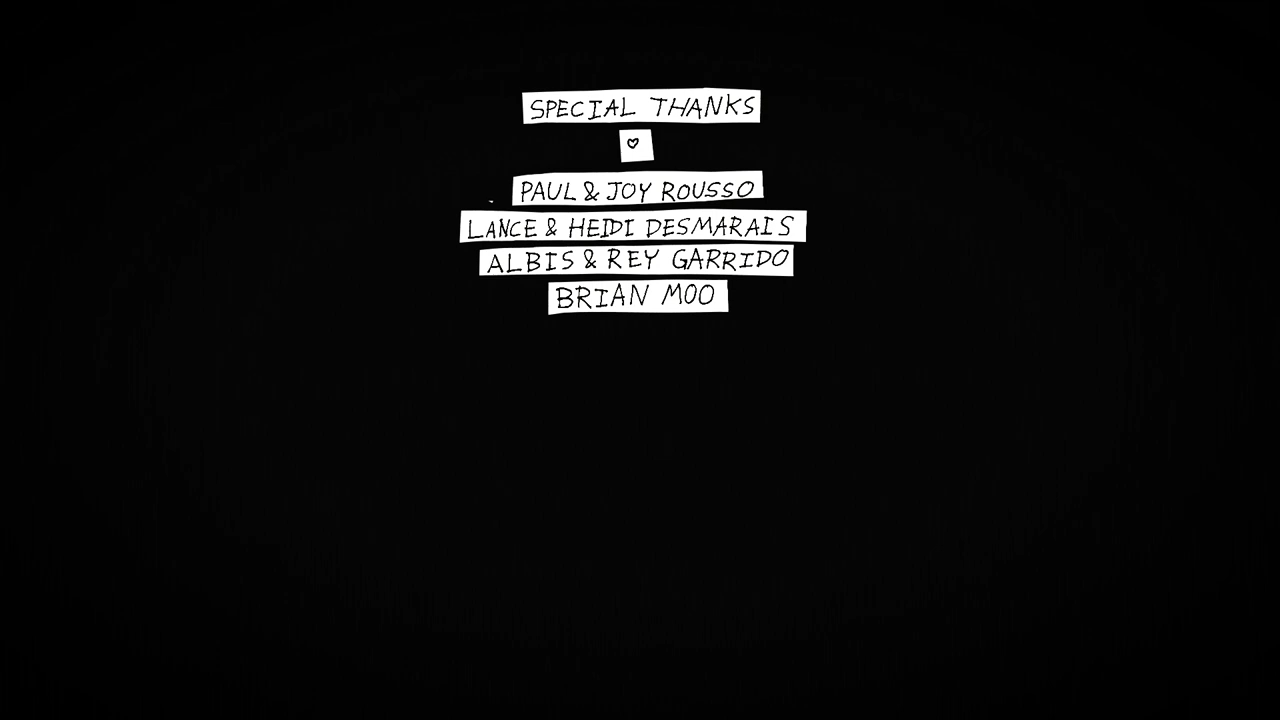 SPECIAL THANKS
♡
PAUL & JOY ROUSSO
LANCE & HEIDI DESMARAIS
ALBIS & REY GARRIDO
BRIAN MOO